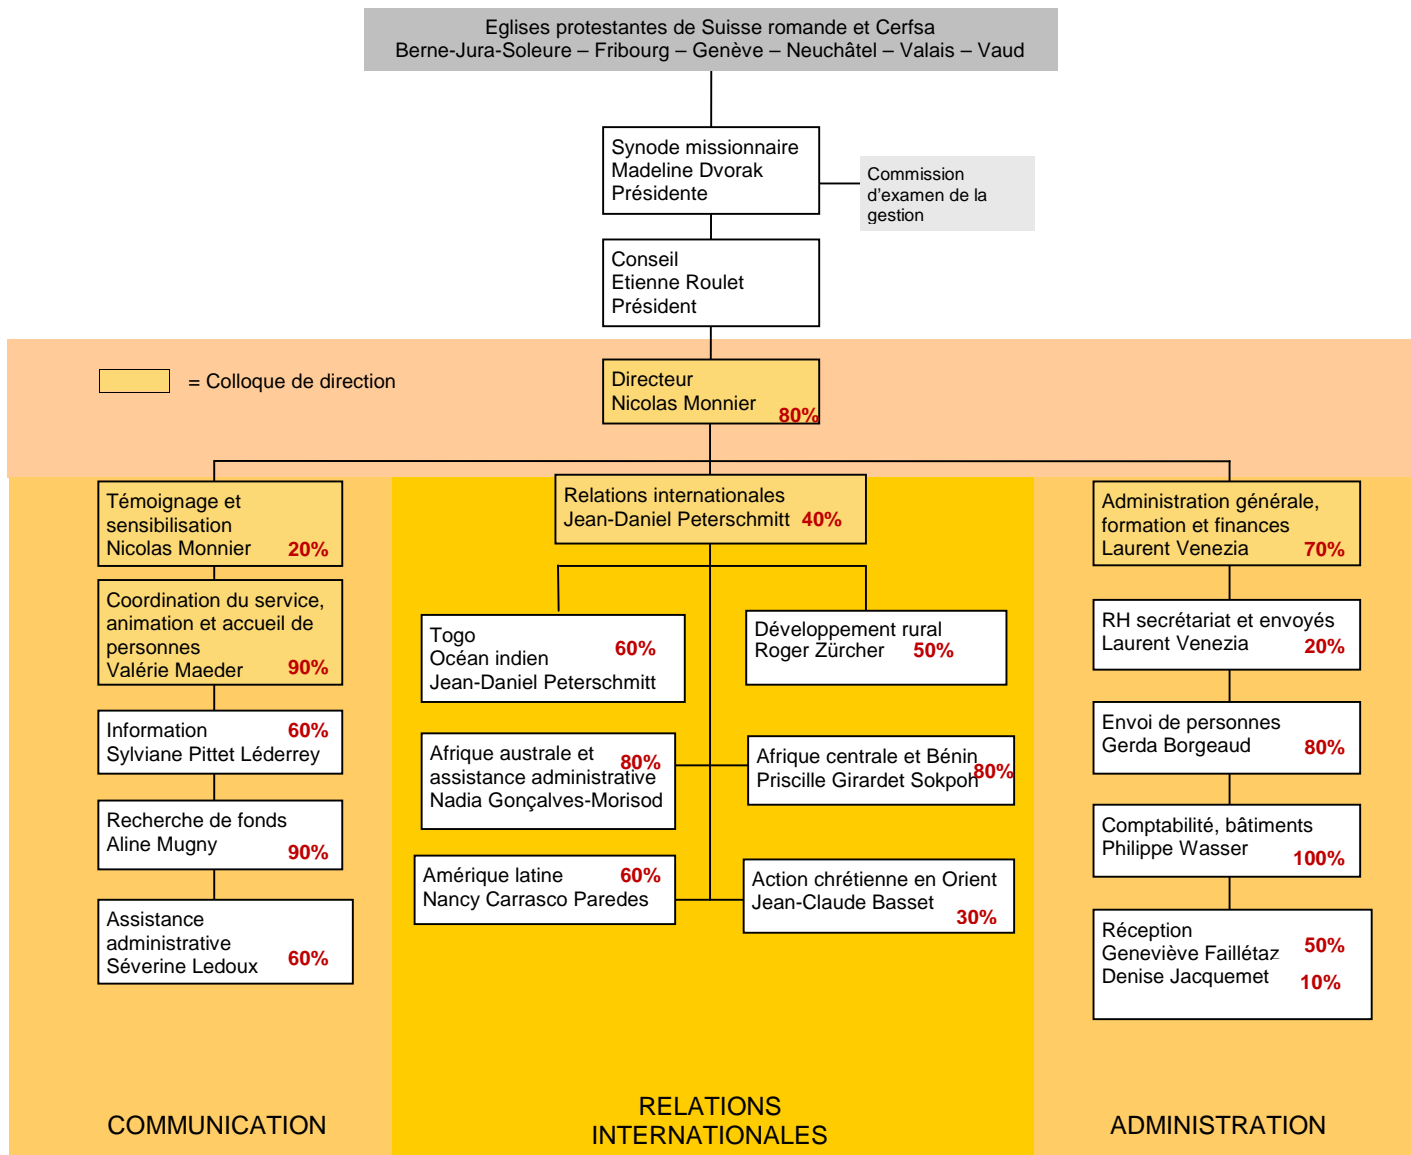 Eglises protestantes de Suisse romande et Cerfsa
Berne-Jura-Soleure – Fribourg – Genève – Neuchâtel – Valais – Vaud
Synode missionnaire
Madeline Dvorak
Présidente
Commission
d'examen de la
gestion
Conseil
Etienne Roulet
Président
= Colloque de direction
Directeur
Nicolas Monnier 80%
Témoignage et
sensibilisation
Nicolas Monnier 20%
Coordination du service,
animation et accueil de
personnes
Valérie Maeder 90%
Information 60%
Sylviane Pittet Léderrey
Recherche de fonds
Aline Mugny 90%
Assistance
administrative
Séverine Ledoux 60%
Relations internationales
Jean-Daniel Peterschmitt 40%
Togo
Océan indien 60%
Jean-Daniel Peterschmitt
Développement rural
Roger Zürcher 50%
Afrique australe et 80%
assistance administrative
Nadia Gonçalves-Morisod
Afrique centrale et Bénin
Priscille Girardet Sokpoh 80%
Amérique latine 60%
Nancy Carrasco Paredes
Action chrétienne en Orient
Jean-Claude Basset 30%
Administration générale,
formation et finances
Laurent Venezia 70%
RH secrétariat et envoyés
Laurent Venezia 20%
Envoi de personnes
Gerda Borgeaud 80%
Comptabilité, bâtiments
Philippe Wasser 100%
Réception
Geneviève Faillétaz 50%
Denise Jacquemet 10%
COMMUNICATION
RELATIONS
INTERNATIONALES
ADMINISTRATION